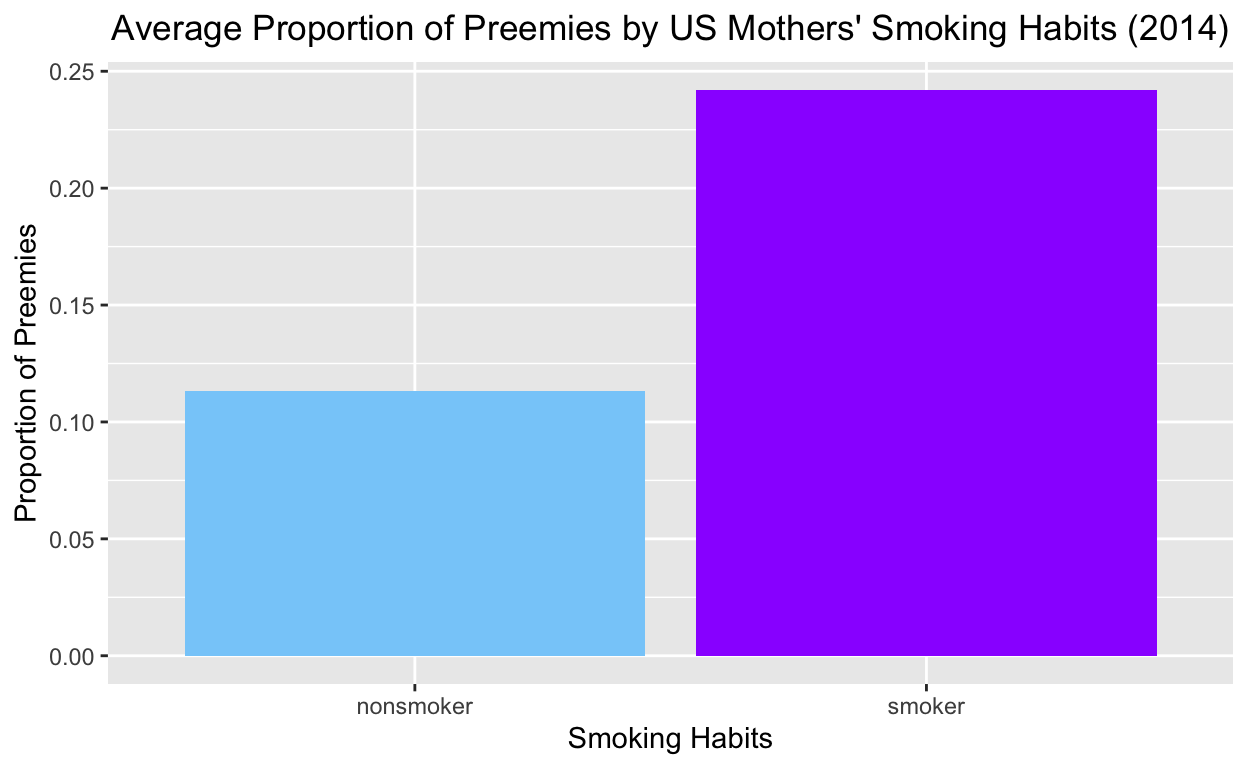 Average Proportion of Preemies by US Mothers' Smoking Habits (2014)
Proportion of Preemies
0.25
0.20
0.15
0.10
0.05
0.00
nonsmoker smoker
Smoking Habits